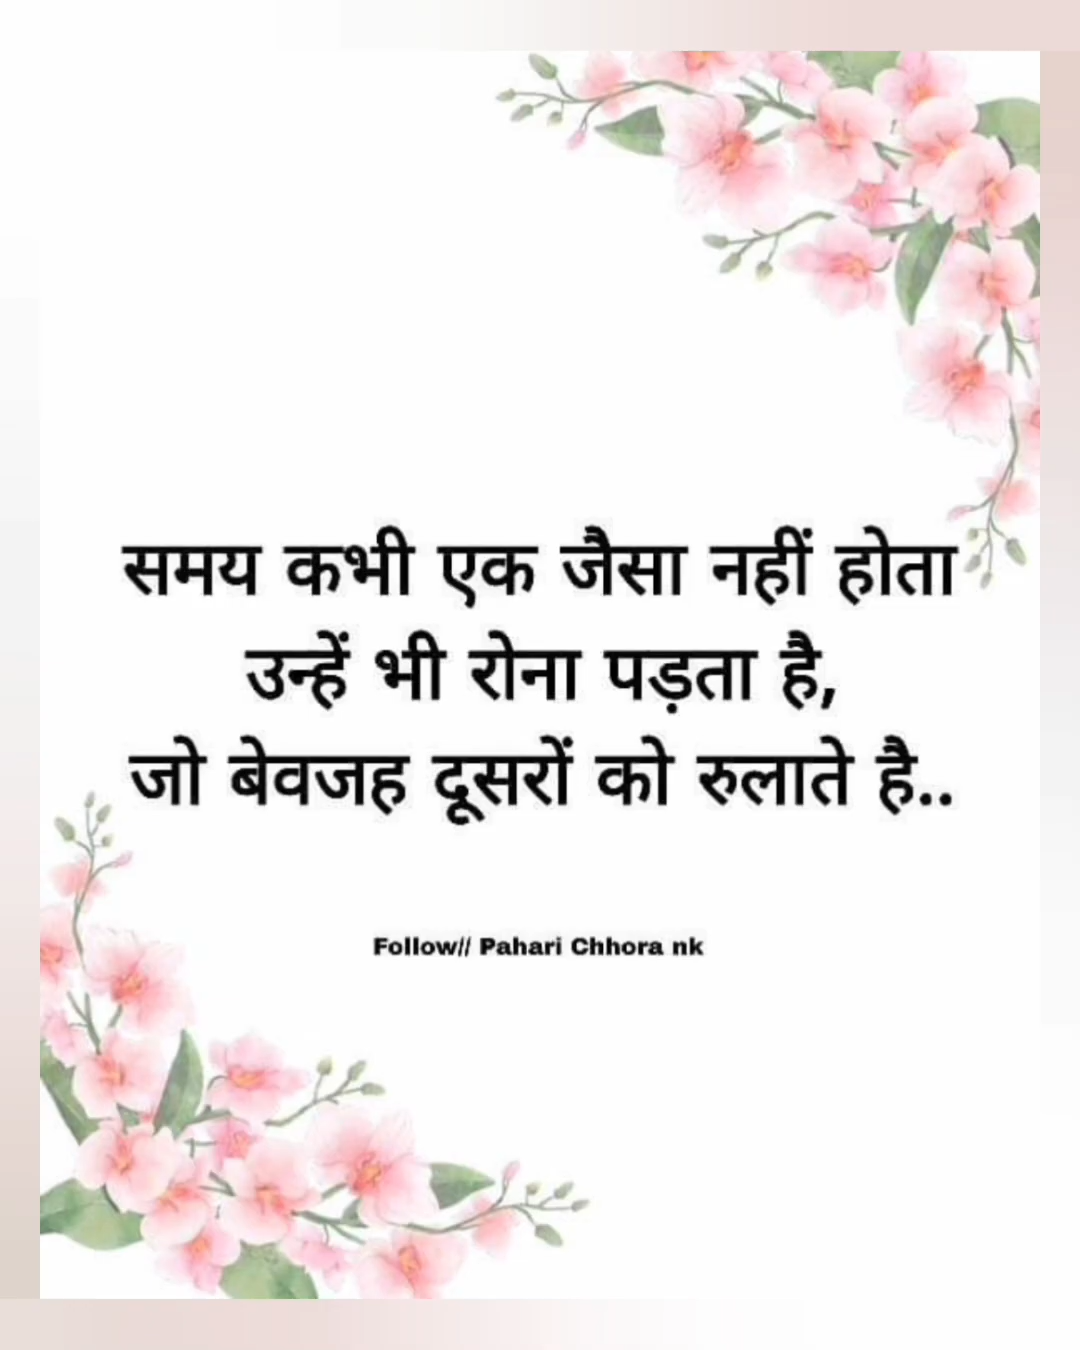 समय कभी एक जैसा नहीं होता
उन्हें भी रोना पड़ता है,
जो बेवजह दूसरों को रुलाते है..
Follow// Pahari Chhora nk